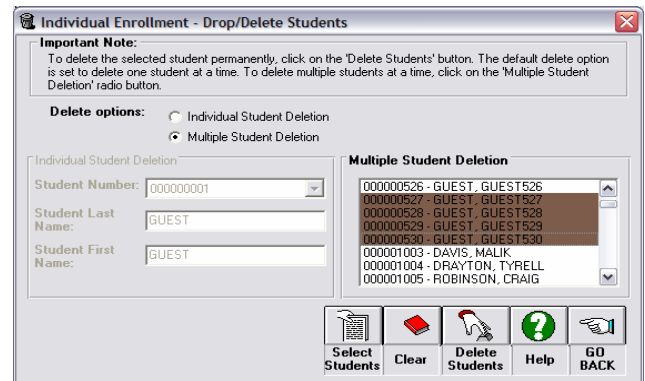 Individual Enrollment - Drop/Delete Students
Important Note:
To delete the selected student permanently, click on the 'Delete Students' button. The default delete option
is set to delete one student at a time. To delete multiple students at a time, click on the 'Multiple Student
Deletion' radio button.
Delete options:
Individual Student Deletion
Multiple Student Deletion
Individual Student Deletion
Student Number:
000000001
Student Last
Name:
GUEST
Student First
Name:
GUEST
Multiple Student Deletion
000000526 - GUEST, GUEST526
000000527 - GUEST, GUEST527
000000528 - GUEST, GUEST528
000000529 - GUEST, GUEST529
000000530 - GUEST, GUEST530
000001003 - DAVIS, MALIK
000001004 - DRAYTON, TYRELL
000001005 - ROBINSON, CRAIG
Select
Students
Clear
Delete
Students
Help
GO
BACK